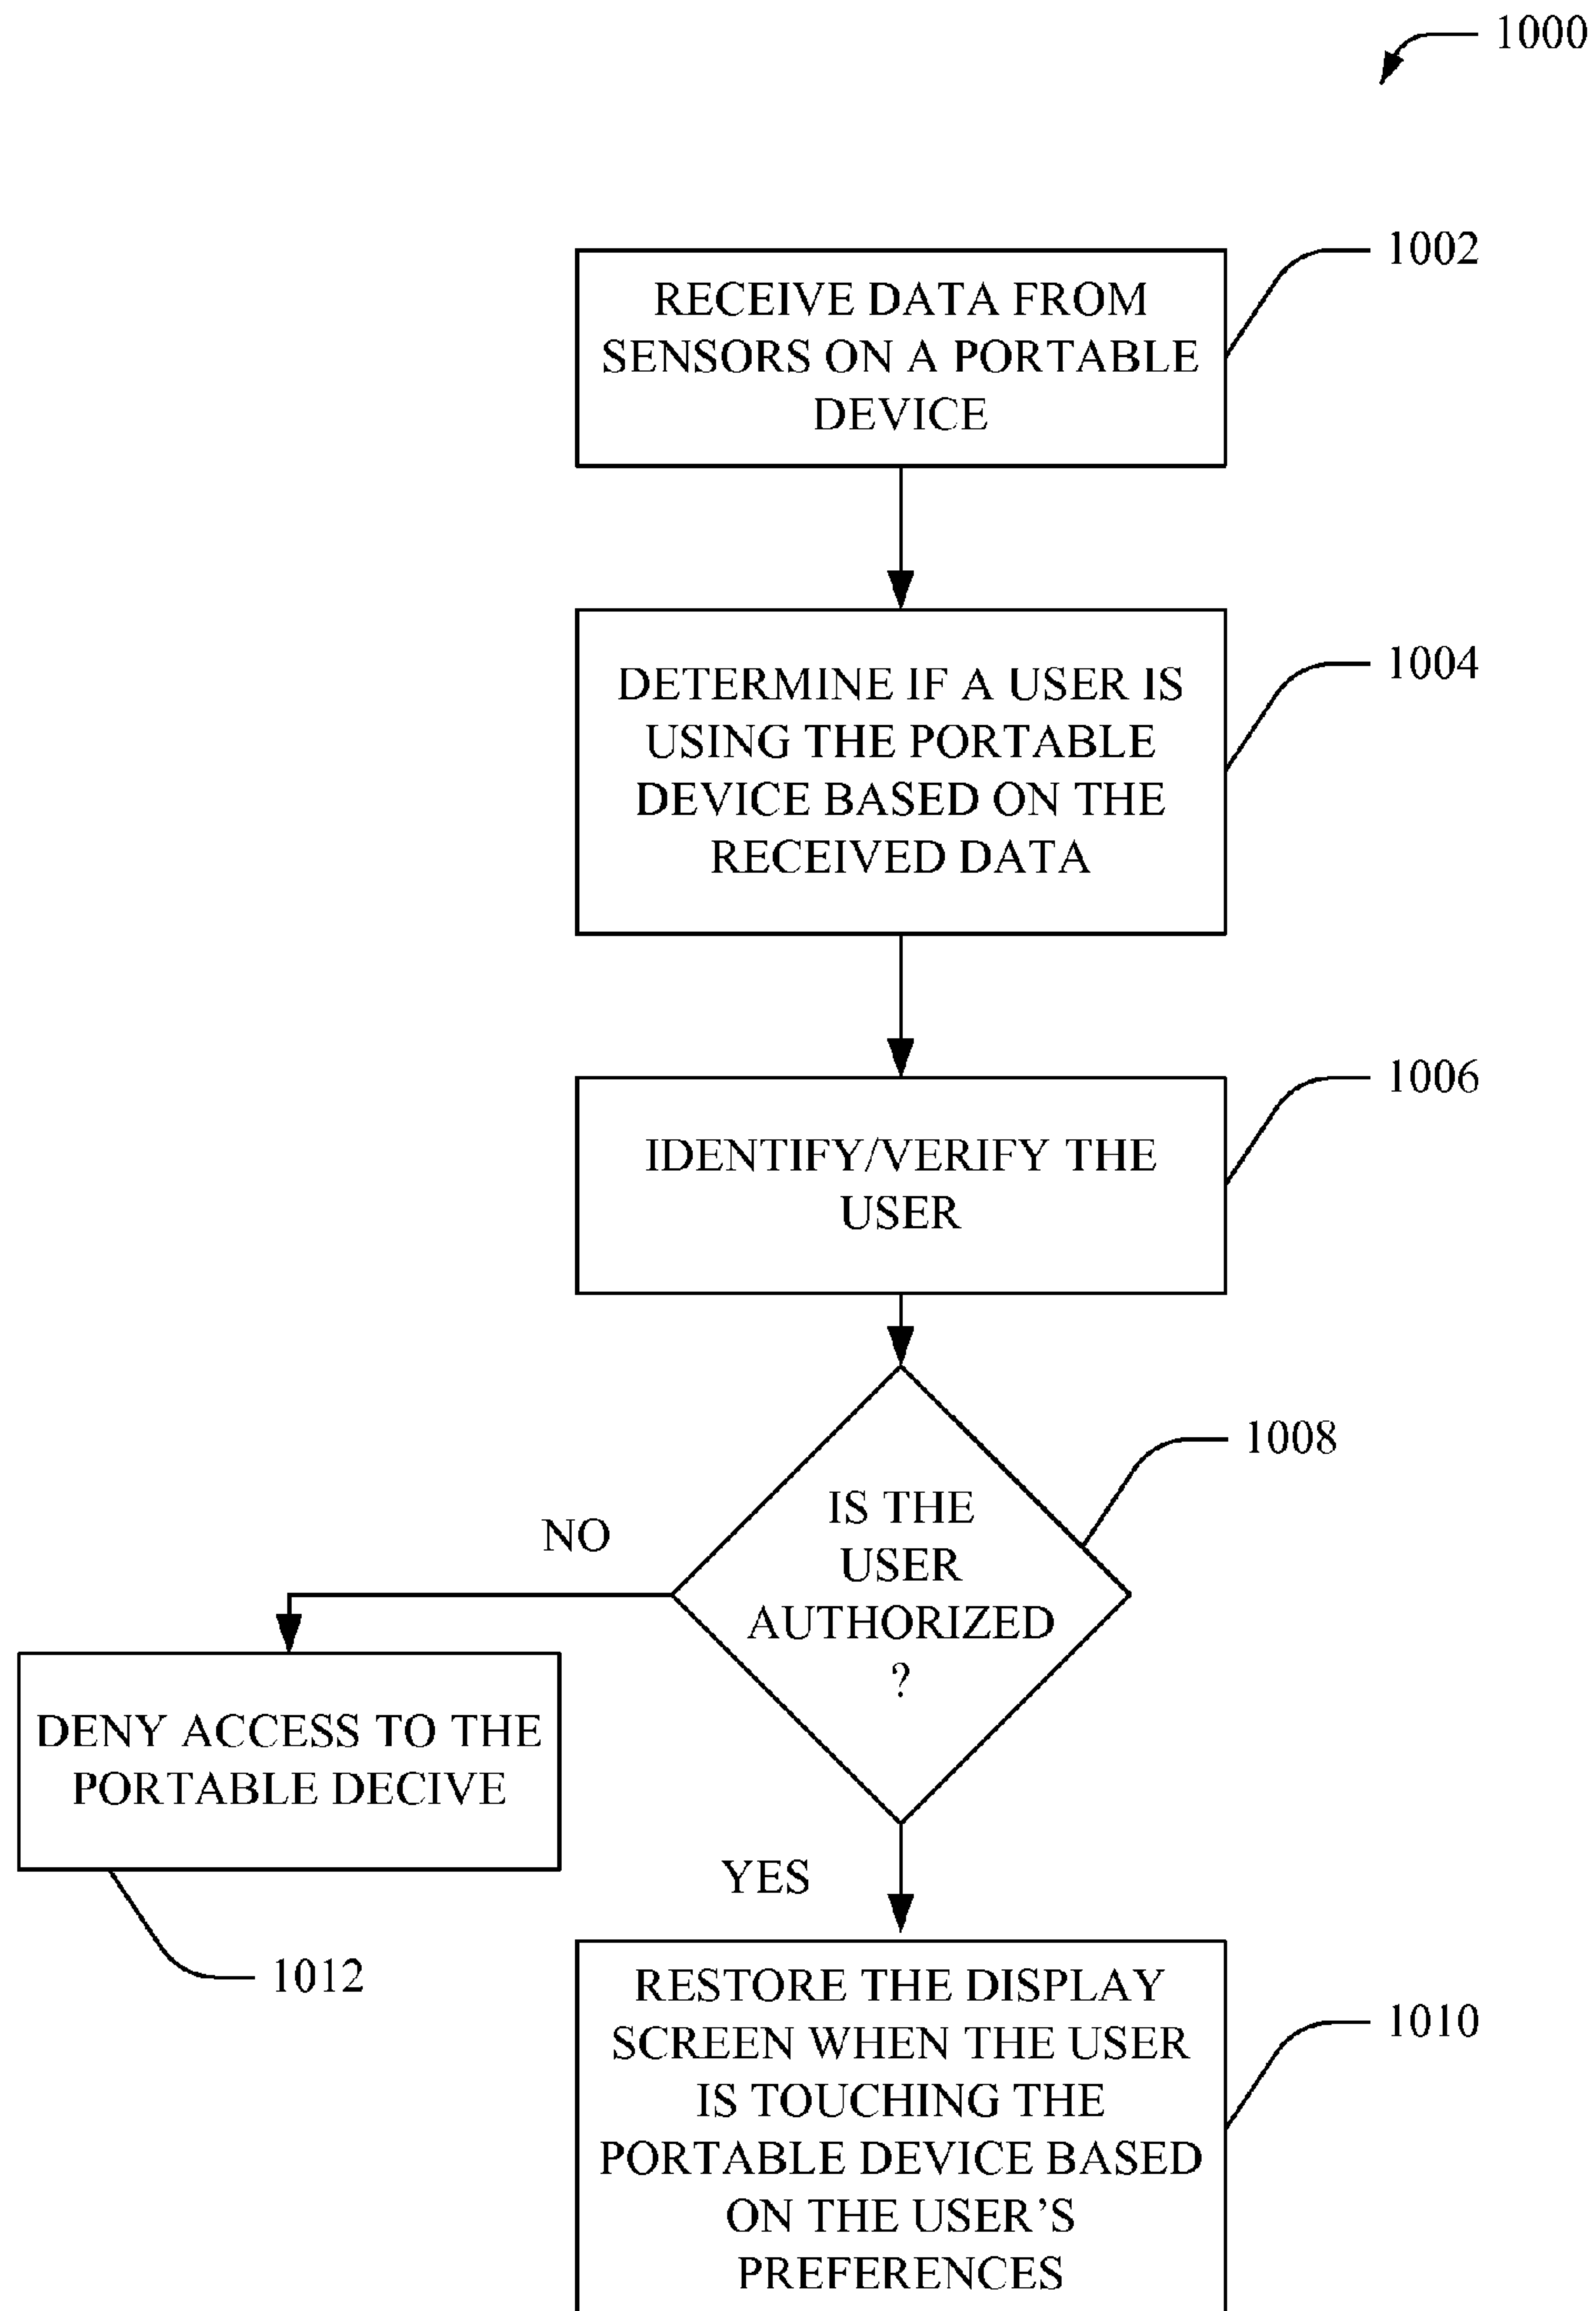 1000
1002
RECEIVE DATA FROM
SENSORS ON A PORTABLE
DEVICE
1004
DETERMINE IF A USER IS
USING THE PORTABLE
DEVICE BASED ON THE
RECEIVED DATA
1006
IDENTIFY/VERIFY THE
USER
1008
IS THE
USER
AUTHORIZED
?
NO
DENY ACCESS TO THE
PORTABLE DECIVE
1012
YES
1010
RESTORE THE DISPLAY
SCREEN WHEN THE USER
IS TOUCHING THE
PORTABLE DEVICE BASED
ON THE USER’S
PREFERENCES